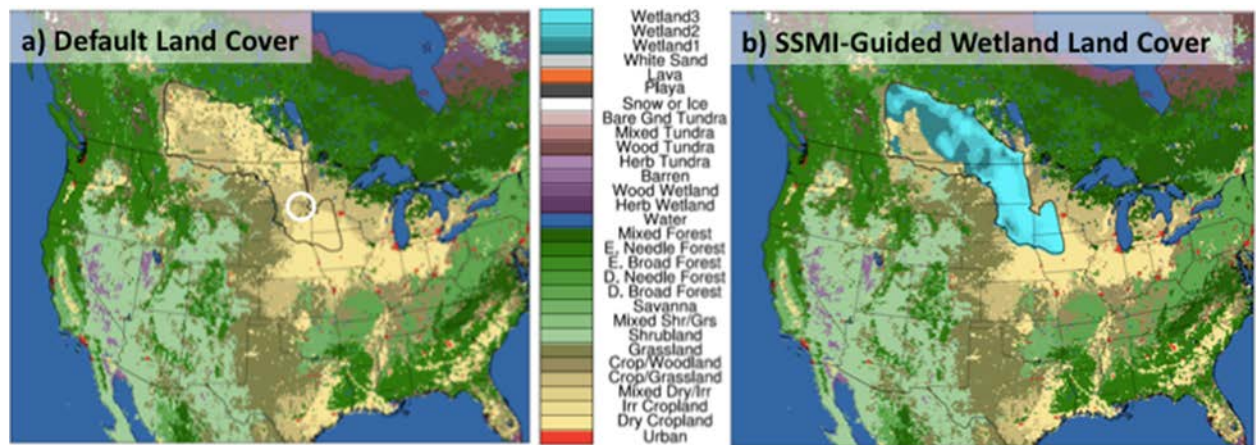 a) Default Land Cover
Wetland3
Wetland2
Wetland1
White Sand
Lava
Playa
Snow or Ice
Bare Gnd Tundra
Mixed Tundra
Wood Tundra
Herb Tundra
Barren
Wood Wetland
Herb Wetland
Water
Mixed Forest
E. Needle Forest
E. Broad Forest
D. Needle Forest
D. Broad Forest
Savanna
Mixed Shr/Grs
Shrubland
Grassland
Crop/Woodland
Crop/Grassland
Mixed Dry/Irr
Irr Cropland
Dry Cropland
Urban
b) SSMI-Guided Wetland Land Cover